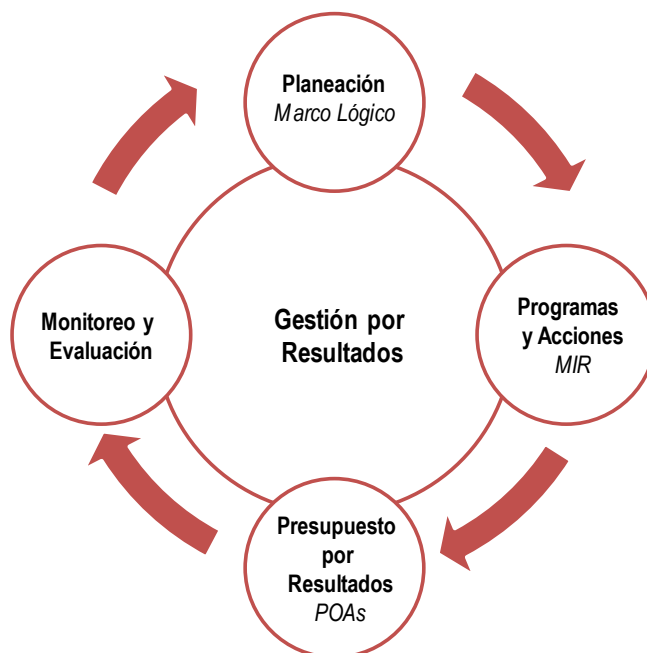 Planeación
Marco Lógico
Programas
y Acciones
MIR
Gestión por
Resultados
Monitoreo y
Evaluación
Presupuesto
por
Resultados
POAs